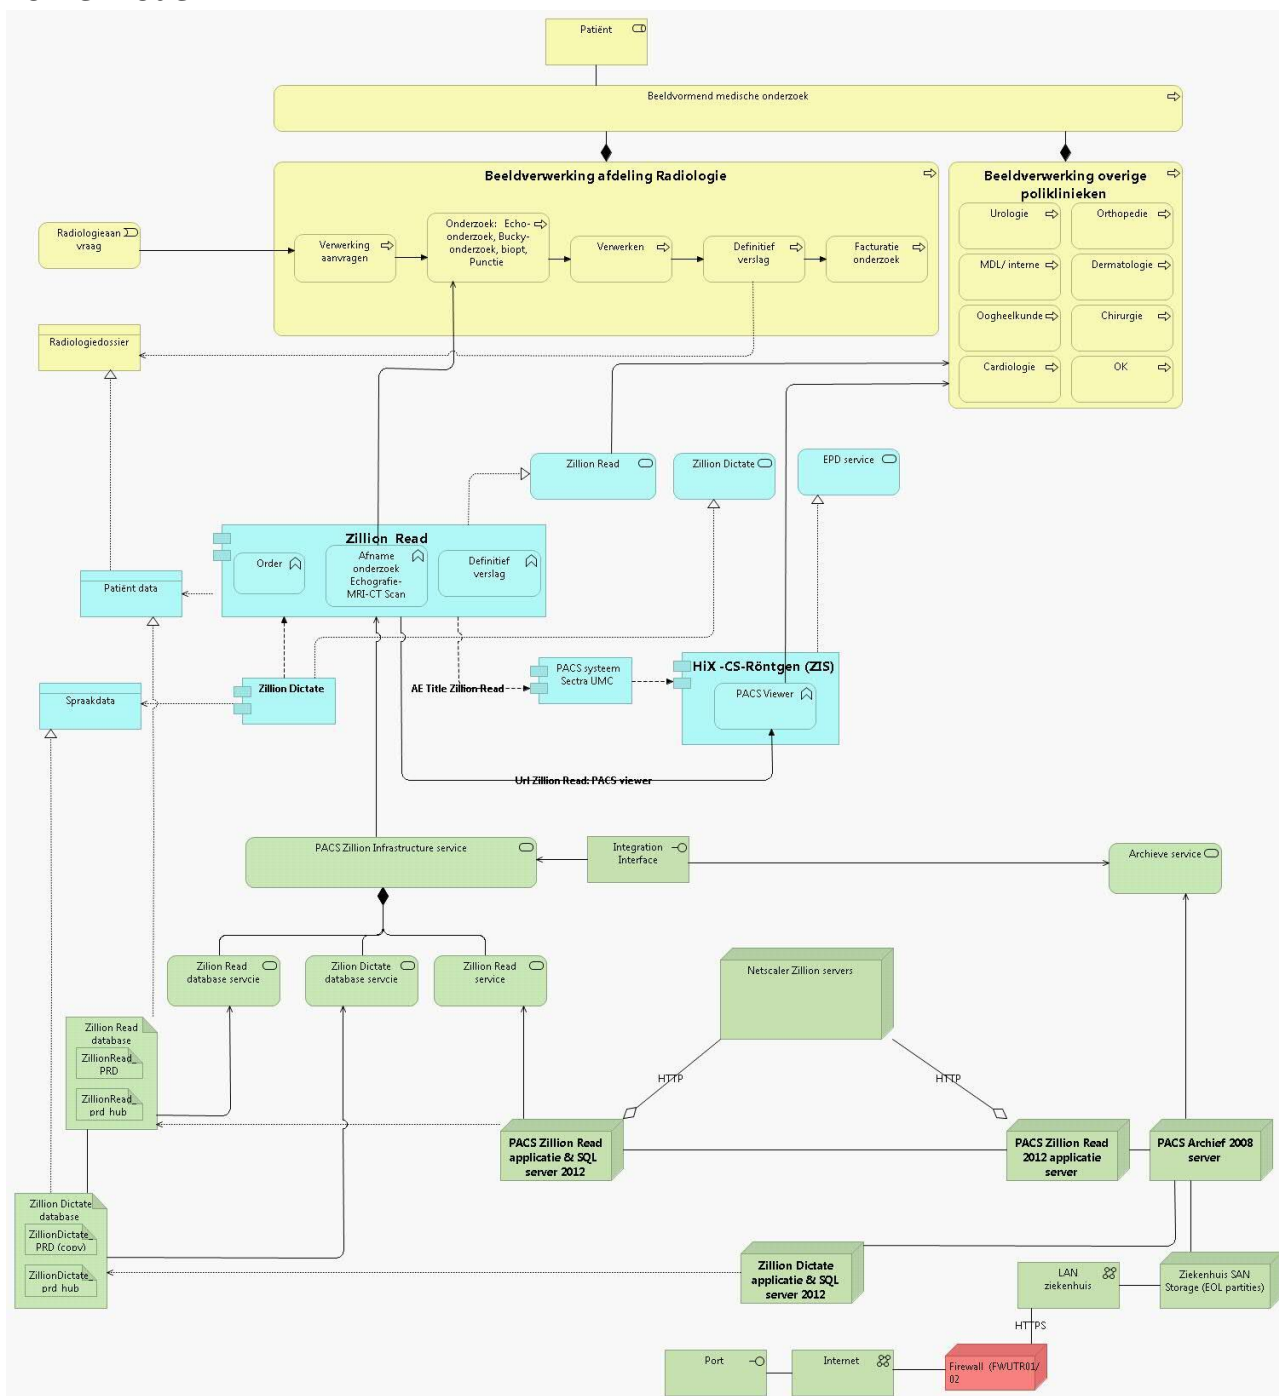 Patiënt
Beeldvormend medische onderzoek
Beeldverwerking afdeling Radiologie
Beeldverwerking overige
poliklinieken
Radiologieaan
vraag
Verwerking
aanvragen
Onderzoek: Echo-
onderzoek, Bucky-
onderzoek, biopt,
Punctie
Verwerken
Definitief
verslag
Facturatie
onderzoek
Urologie
Orthopedie
MDL/ interne
Dermatologie
Oogheelkunde
Chirurgie
Cardiologie
OK
Radiologiedossier
Zillion Read
Zillion Dictate
EPD service
Zillion Read
Order
Afname
onderzoek
Echografie-
MRI-CT Scan
Definitief
verslag
Patiënt data
Spraakdata
Zillion Dictate
AE Title Zillion Read
PACS systeem
Sectra UMC
HiX -CS-Röntgen (ZIS)
PACS Viewer
Url Zillion Read: PACS viewer
PACS Zillion Infrastructure service
Integration
Interface
Archieve service
Zilion Read
database servcie
Zilion Dictate
database servcie
Zillion Read
service
Netscaler Zillion servers
HTTP
HTTP
Zillion Read
database
ZillionRead_
PRD
ZillionRead_
prd hub
PACS Zillion Read
applicatie & SQL
server 2012
PACS Zillion Read
2012 applicatie
server
PACS Archief 2008
server
Zillion Dictate
database
ZillionDictate_
PRD (copy)
ZillionDictate_
prd hub
Zillion Dictate
applicatie & SQL
server 2012
LAN
ziekenhuis
Ziekenhuis SAN
Storage (EOL partities)
HTTPS
Port
Internet
Firewall (FWUTR01/
02